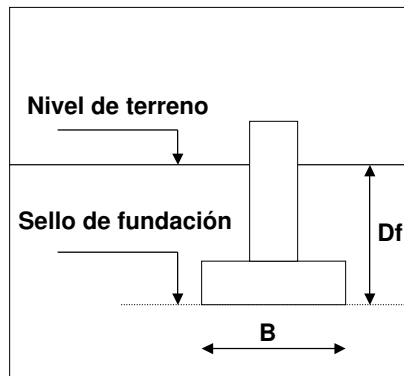 Nivel de terreno
Sello de fundación
Df
B